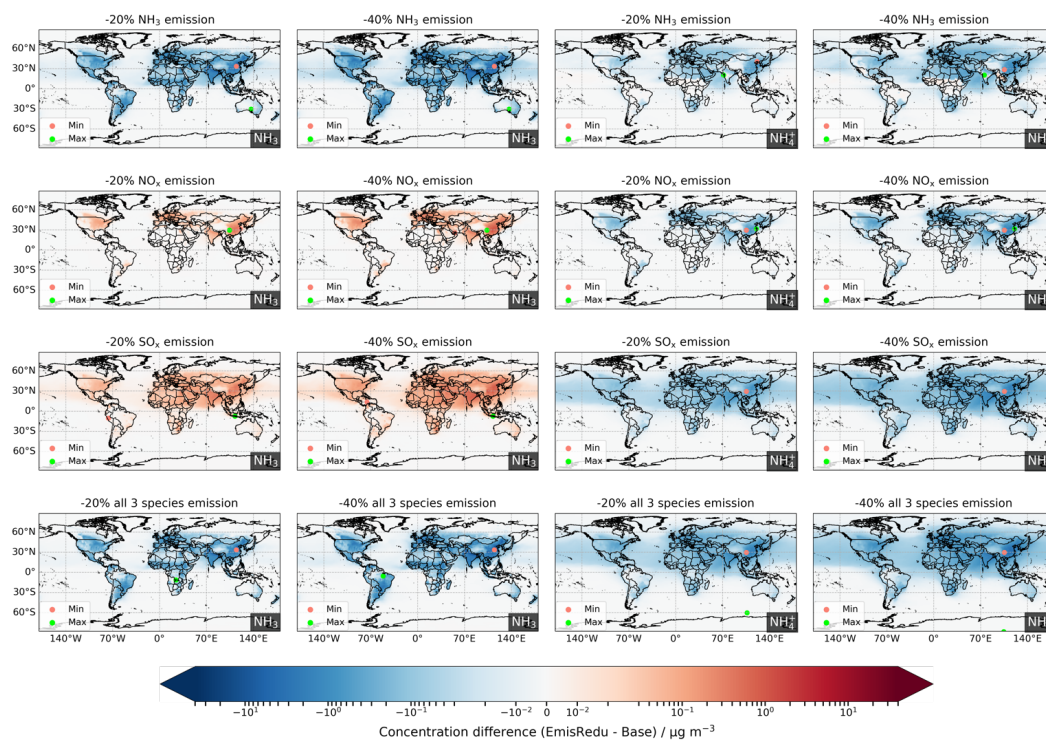 -20% NH₃ emission -40% NH₃ emission -20% NH₃ emission -40% NH₃ emission
60°N
30°N
0°
30°S
60°S
Min Min Min Min
Max Max Max Max
NH₃ NH₃ NH₄⁺ NH
-20% NOₓ emission -40% NOₓ emission -20% NOₓ emission -40% NOₓ emission
60°N
30°N
0°
30°S
60°S
Min Min Min Min
Max Max Max Max
NH₃ NH₃ NH₄⁺ NH
-20% SOₓ emission -40% SOₓ emission -20% SOₓ emission -40% SOₓ emission
60°N
30°N
0°
30°S
60°S
Min Min Min Min
Max Max Max Max
NH₃ NH₃ NH₄⁺ NH
-20% all 3 species emission -40% all 3 species emission -20% all 3 species emission -40% all 3 species emission
60°N
30°N
0°
30°S
60°S
Min Min Min Min
Max Max Max Max
NH₃ NH₃ NH₄⁺ NH
140°W 70°W 0° 70°E 140°E 140°W 70°W 0° 70°E 140°E 140°W 70°W 0° 70°E 140°E 140°W 70°W 0° 70°E 140°E
−10¹ −10⁰ −10⁻¹ −10⁻² 0 10⁻² 10⁻¹ 10⁰ 10¹
Concentration difference (EmisRedu - Base) / μg m⁻³